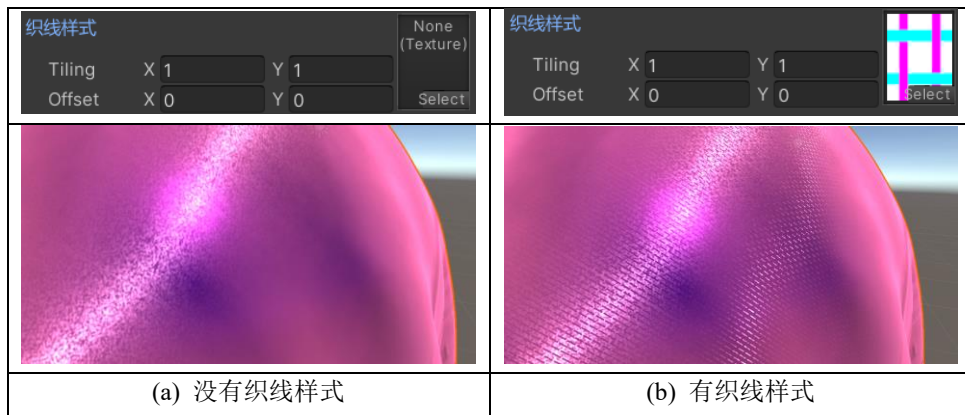 织线样式
None
(Texture)
Tiling X 1 Y 1
Offset X 0 Y 0
Select
织线样式
Tiling X 1 Y 1
Offset X 0 Y 0
Select
(a) 没有织线样式
(b) 有织线样式